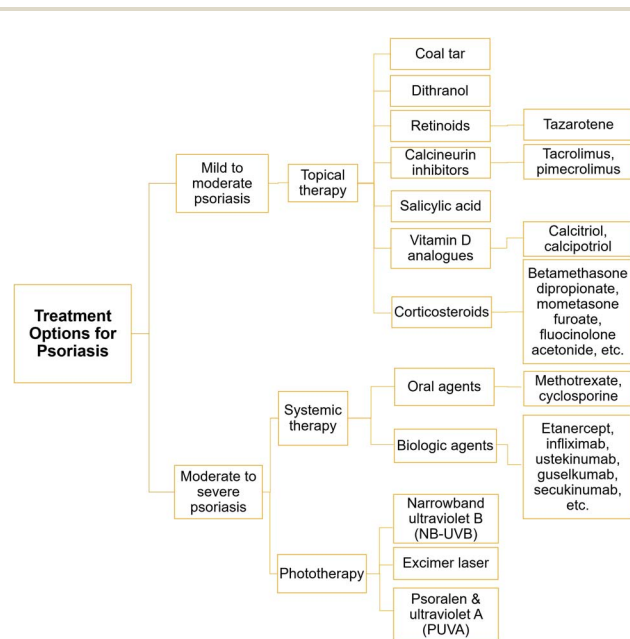 Treatment
Options for
Psoriasis
Mild to
moderate
psoriasis
Topical
therapy
Coal tar
Dithranol
Retinoids
Tazarotene
Calcineurin
inhibitors
Tacrolimus,
pimecrolimus
Salicylic acid
Vitamin D
analogues
Calcitriol,
calcipotriol
Corticosteroids
Betamethasone
dipropionate,
mometasone
furoate,
fluocinolone
acetonide, etc.
Moderate to
severe
psoriasis
Systemic
therapy
Oral agents
Methotrexate,
cyclosporine
Biologic agents
Etanercept,
infliximab,
ustekinumab,
guselkumab,
secukinumab,
etc.
Phototherapy
Narrowband
ultraviolet B
(NB-UVB)
Excimer laser
Psoralen &
ultraviolet A
(PUVA)